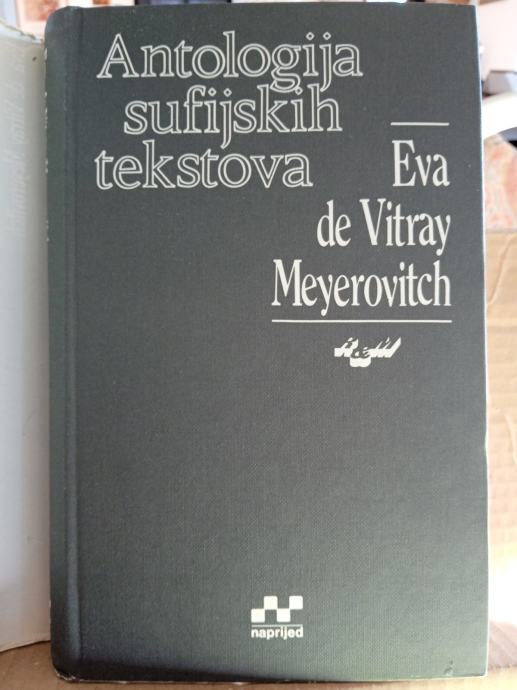 Antologija
sufijskih
tekstova
Eva
de Vitray
Meyerovitch
naprijed